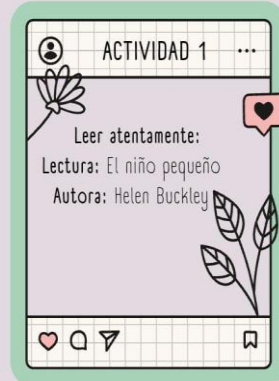 ACTIVIDAD 1
Leer atentamente:
Lectura: El niño pequeño
Autora: Helen Buckley